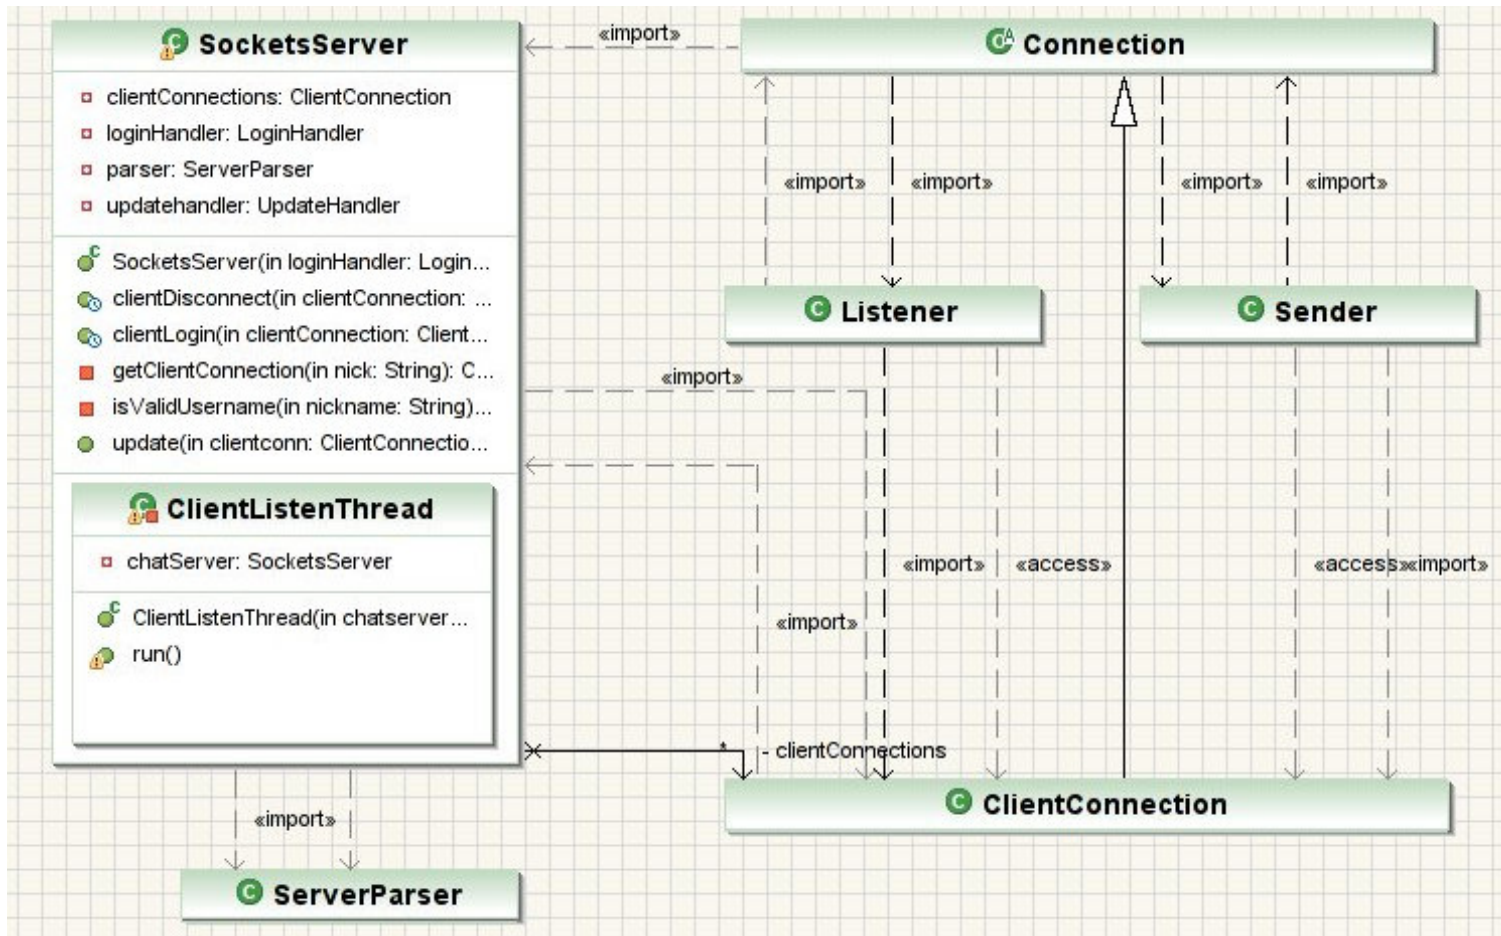 SocketsServer
clientConnections: ClientConnection
loginHandler: LoginHandler
parser: ServerParser
updatehandler: UpdateHandler
SocketsServer(in loginHandler: Login...
clientDisconnect(in clientConnection: ...
clientLogin(in clientConnection: Client...
getClientConnection(in nick: String): C...
isValidUsername(in nickname: String)...
update(in clientconn: ClientConnectio...
ClientListenThread
chatServer: SocketsServer
ClientListenThread(in chatserver...
run()
«import»
Connection
«import» «import» «import» «import»
Listener
Sender
«import»
«import» «access» «access» «import»
«import»
* - clientConnections
ClientConnection
«import»
ServerParser